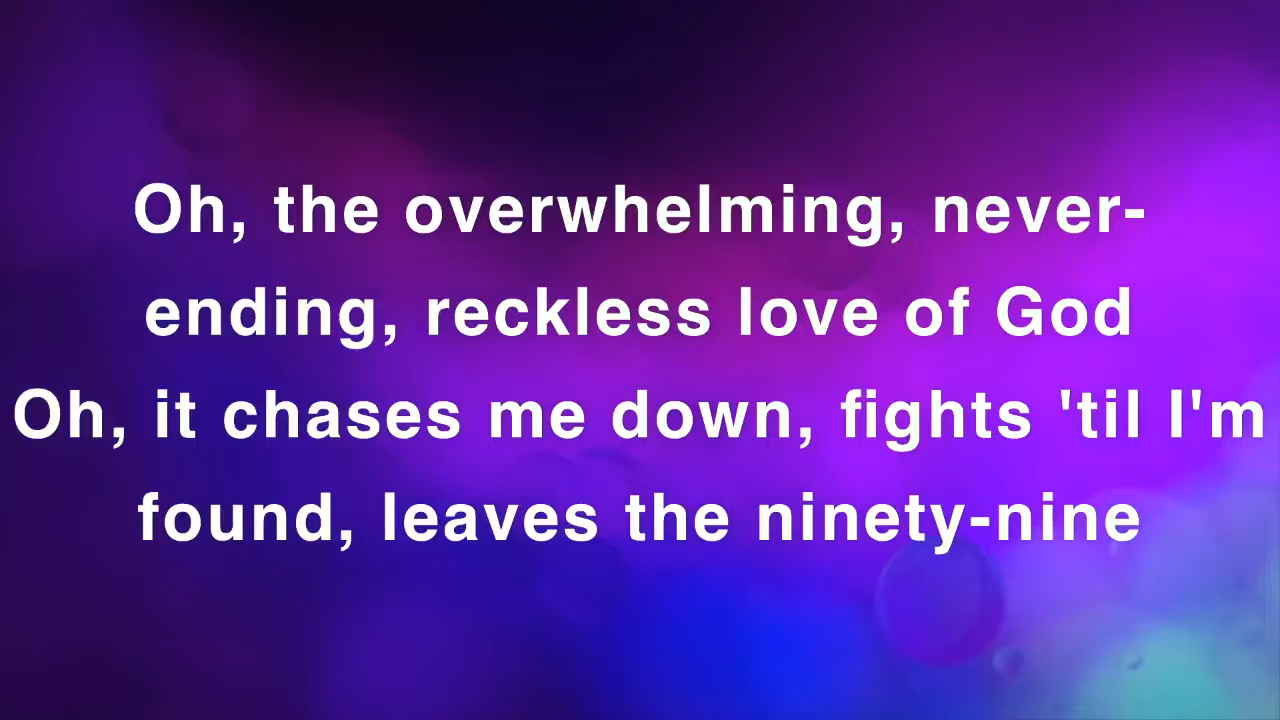 Oh, the overwhelming, never-
ending, reckless love of God
Oh, it chases me down, fights 'til I'm
found, leaves the ninety-nine